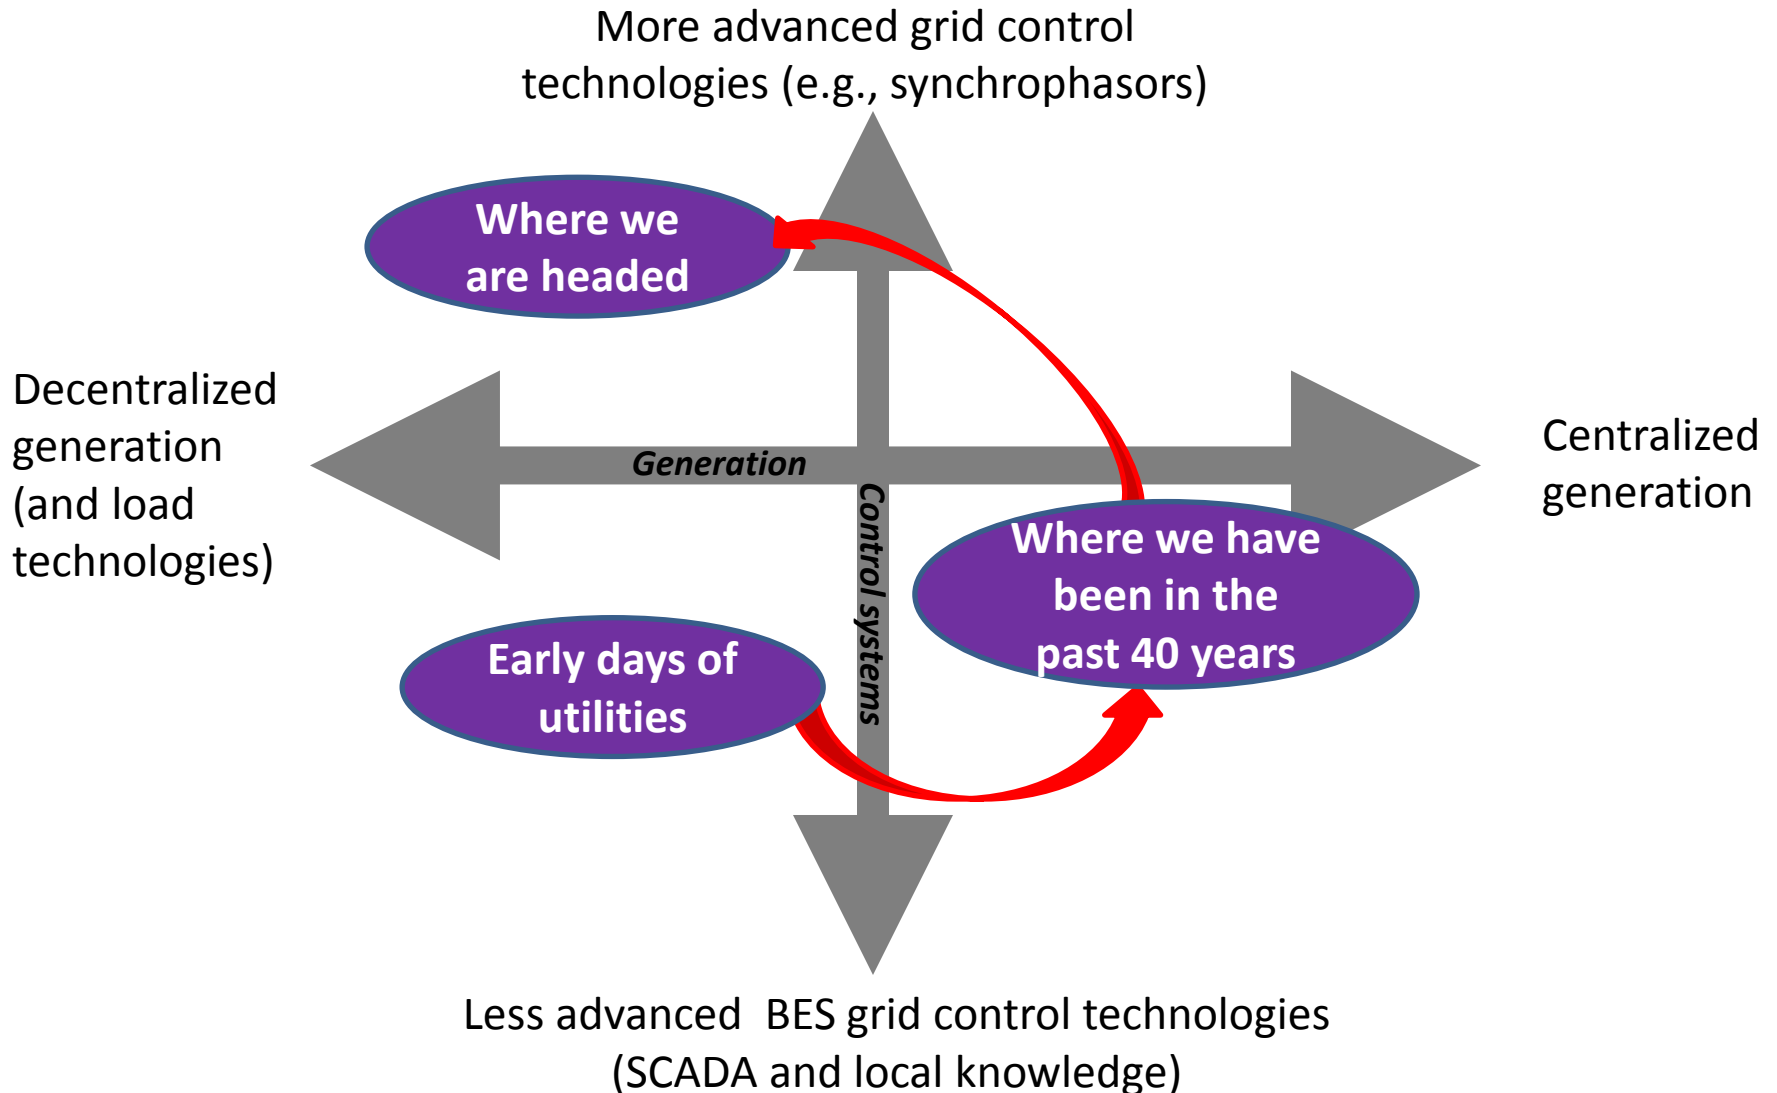 More advanced grid control
technologies (e.g., synchrophasors)
Where we
are headed
Decentralized
generation
(and load
technologies)
Generation
Centralized
generation
Control systems
Where we have
been in the
past 40 years
Early days of
utilities
Less advanced  BES grid control technologies
(SCADA and local knowledge)